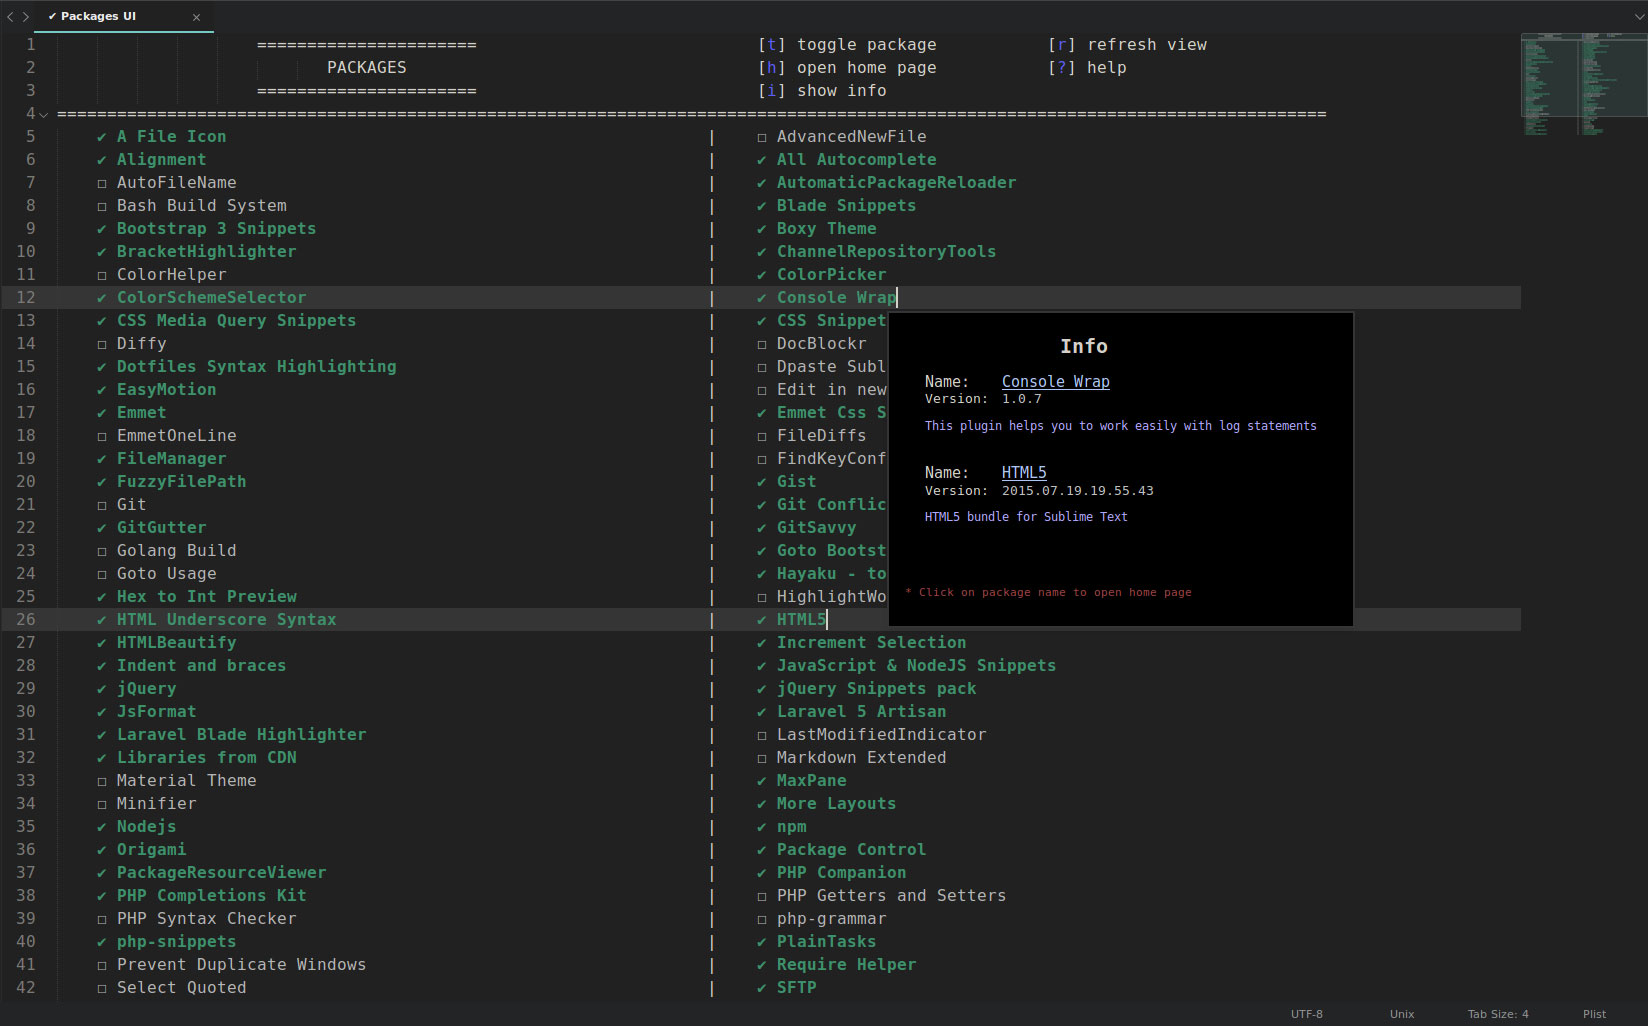 ✔ Packages UI ×
1 ====================== [t] toggle package [r] refresh view
2 PACKAGES [h] open home page [?] help
3 ====================== [i] show info
4 ===============================================================================================================================
5 ✔ A File Icon | □ AdvancedNewFile
6 ✔ Alignment | ✔ All Autocomplete
7 □ AutoFileName | ✔ AutomaticPackageReloader
8 □ Bash Build System | ✔ Blade Snippets
9 ✔ Bootstrap 3 Snippets | ✔ Boxy Theme
10 ✔ BracketHighlighter | ✔ ChannelRepositoryTools
11 □ ColorHelper | ✔ ColorPicker
12 ✔ ColorSchemeSelector | ✔ Console Wrap
13 ✔ CSS Media Query Snippets | ✔ CSS Snippet
14 □ Diffy | □ DocBlockr
15 ✔ Dotfiles Syntax Highlighting | □ Dpaste Subl
16 ✔ EasyMotion | □ Edit in new
17 ✔ Emmet | ✔ Emmet Css S
18 □ EmmetOneLine | □ FileDiffs
19 ✔ FileManager | □ FindKeyConf
20 ✔ FuzzyFilePath | ✔ Gist
21 □ Git | ✔ Git Conflic
22 ✔ GitGutter | ✔ GitSavvy
23 □ Golang Build | ✔ Goto Bootst
24 □ Goto Usage | ✔ Hayaku - to
25 ✔ Hex to Int Preview | □ HighlightWo
26 ✔ HTML Underscore Syntax | ✔ HTML5
27 ✔ HTMLBeautify | ✔ Increment Selection
28 ✔ Indent and braces | ✔ JavaScript & NodeJS Snippets
29 ✔ jQuery | ✔ jQuery Snippets pack
30 ✔ JsFormat | ✔ Laravel 5 Artisan
31 ✔ Laravel Blade Highlighter | □ LastModifiedIndicator
32 ✔ Libraries from CDN | □ Markdown Extended
33 □ Material Theme | ✔ MaxPane
34 □ Minifier | ✔ More Layouts
35 ✔ Nodejs | ✔ npm
36 ✔ Origami | ✔ Package Control
37 ✔ PackageResourceViewer | ✔ PHP Companion
38 ✔ PHP Completions Kit | □ PHP Getters and Setters
39 □ PHP Syntax Checker | □ php-grammar
40 ✔ php-snippets | ✔ PlainTasks
41 □ Prevent Duplicate Windows | ✔ Require Helper
42 □ Select Quoted | ✔ SFTP
Info
Name: Console Wrap
Version: 1.0.7
This plugin helps you to work easily with log statements
Name: HTML5
Version: 2015.07.19.19.55.43
HTML5 bundle for Sublime Text
* Click on package name to open home page
UTF-8 Unix Tab Size: 4 Plist